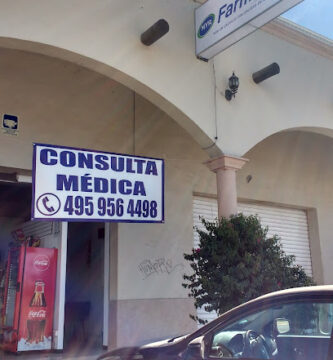 Farm
CONSULTA
MÉDICA
495 956 4498
Coca-Cola
Coca-Cola